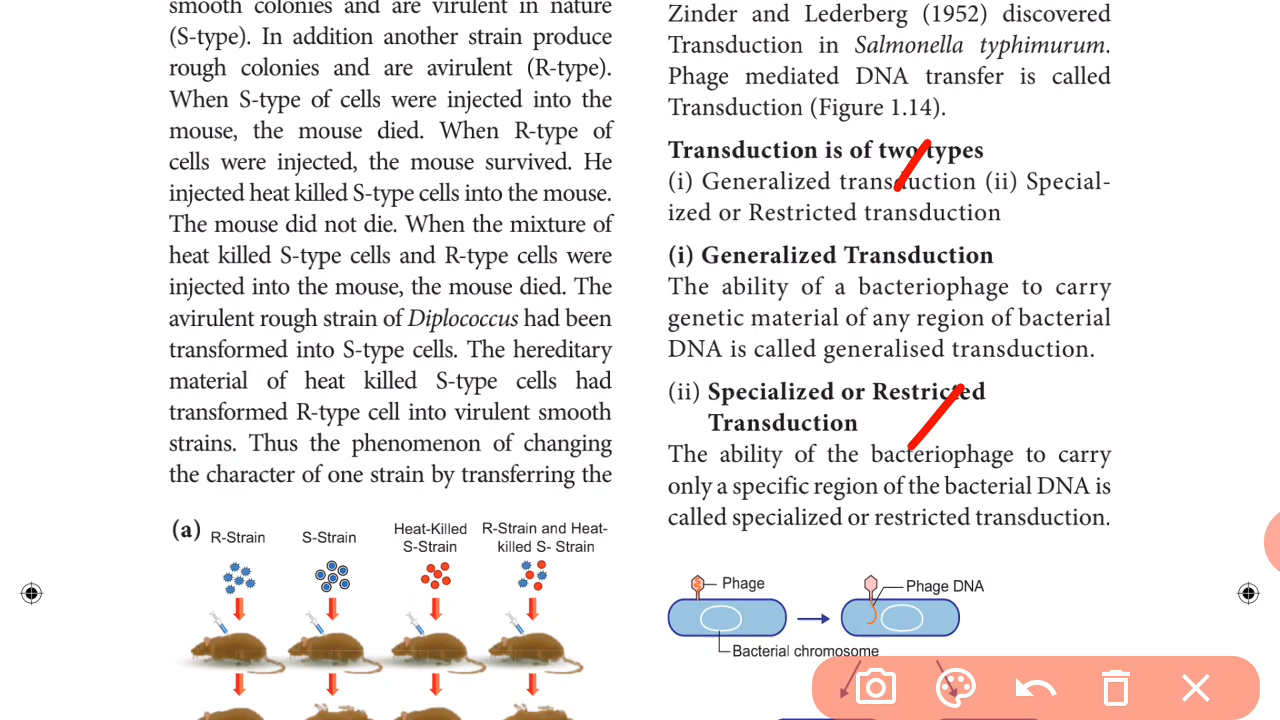 smooth colonies and are virulent in nature
(S-type). In addition another strain produce
rough colonies and are avirulent (R-type).
When S-type of cells were injected into the
mouse, the mouse died. When R-type of
cells were injected, the mouse survived. He
injected heat killed S-type cells into the mouse.
The mouse did not die. When the mixture of
heat killed S-type cells and R-type cells were
injected into the mouse, the mouse died. The
avirulent rough strain of Diplococcus had been
transformed into S-type cells. The hereditary
material of heat killed S-type cells had
transformed R-type cell into virulent smooth
strains. Thus the phenomenon of changing
the character of one strain by transferring the
(a)
R-Strain
S-Strain
Heat-Killed
S-Strain
R-Strain and Heat-
killed S- Strain
Zinder and Lederberg (1952) discovered
Transduction in Salmonella typhimurum.
Phage mediated DNA transfer is called
Transduction (Figure 1.14).
Transduction is of two types
(i) Generalized transduction (ii) Special-
ized or Restricted transduction
(i) Generalized Transduction
The ability of a bacteriophage to carry
genetic material of any region of bacterial
DNA is called generalised transduction.
(ii) Specialized or Restricted
Transduction
The ability of the bacteriophage to carry
only a specific region of the bacterial DNA is
called specialized or restricted transduction.
Phage
Phage DNA
Bacterial chromosome